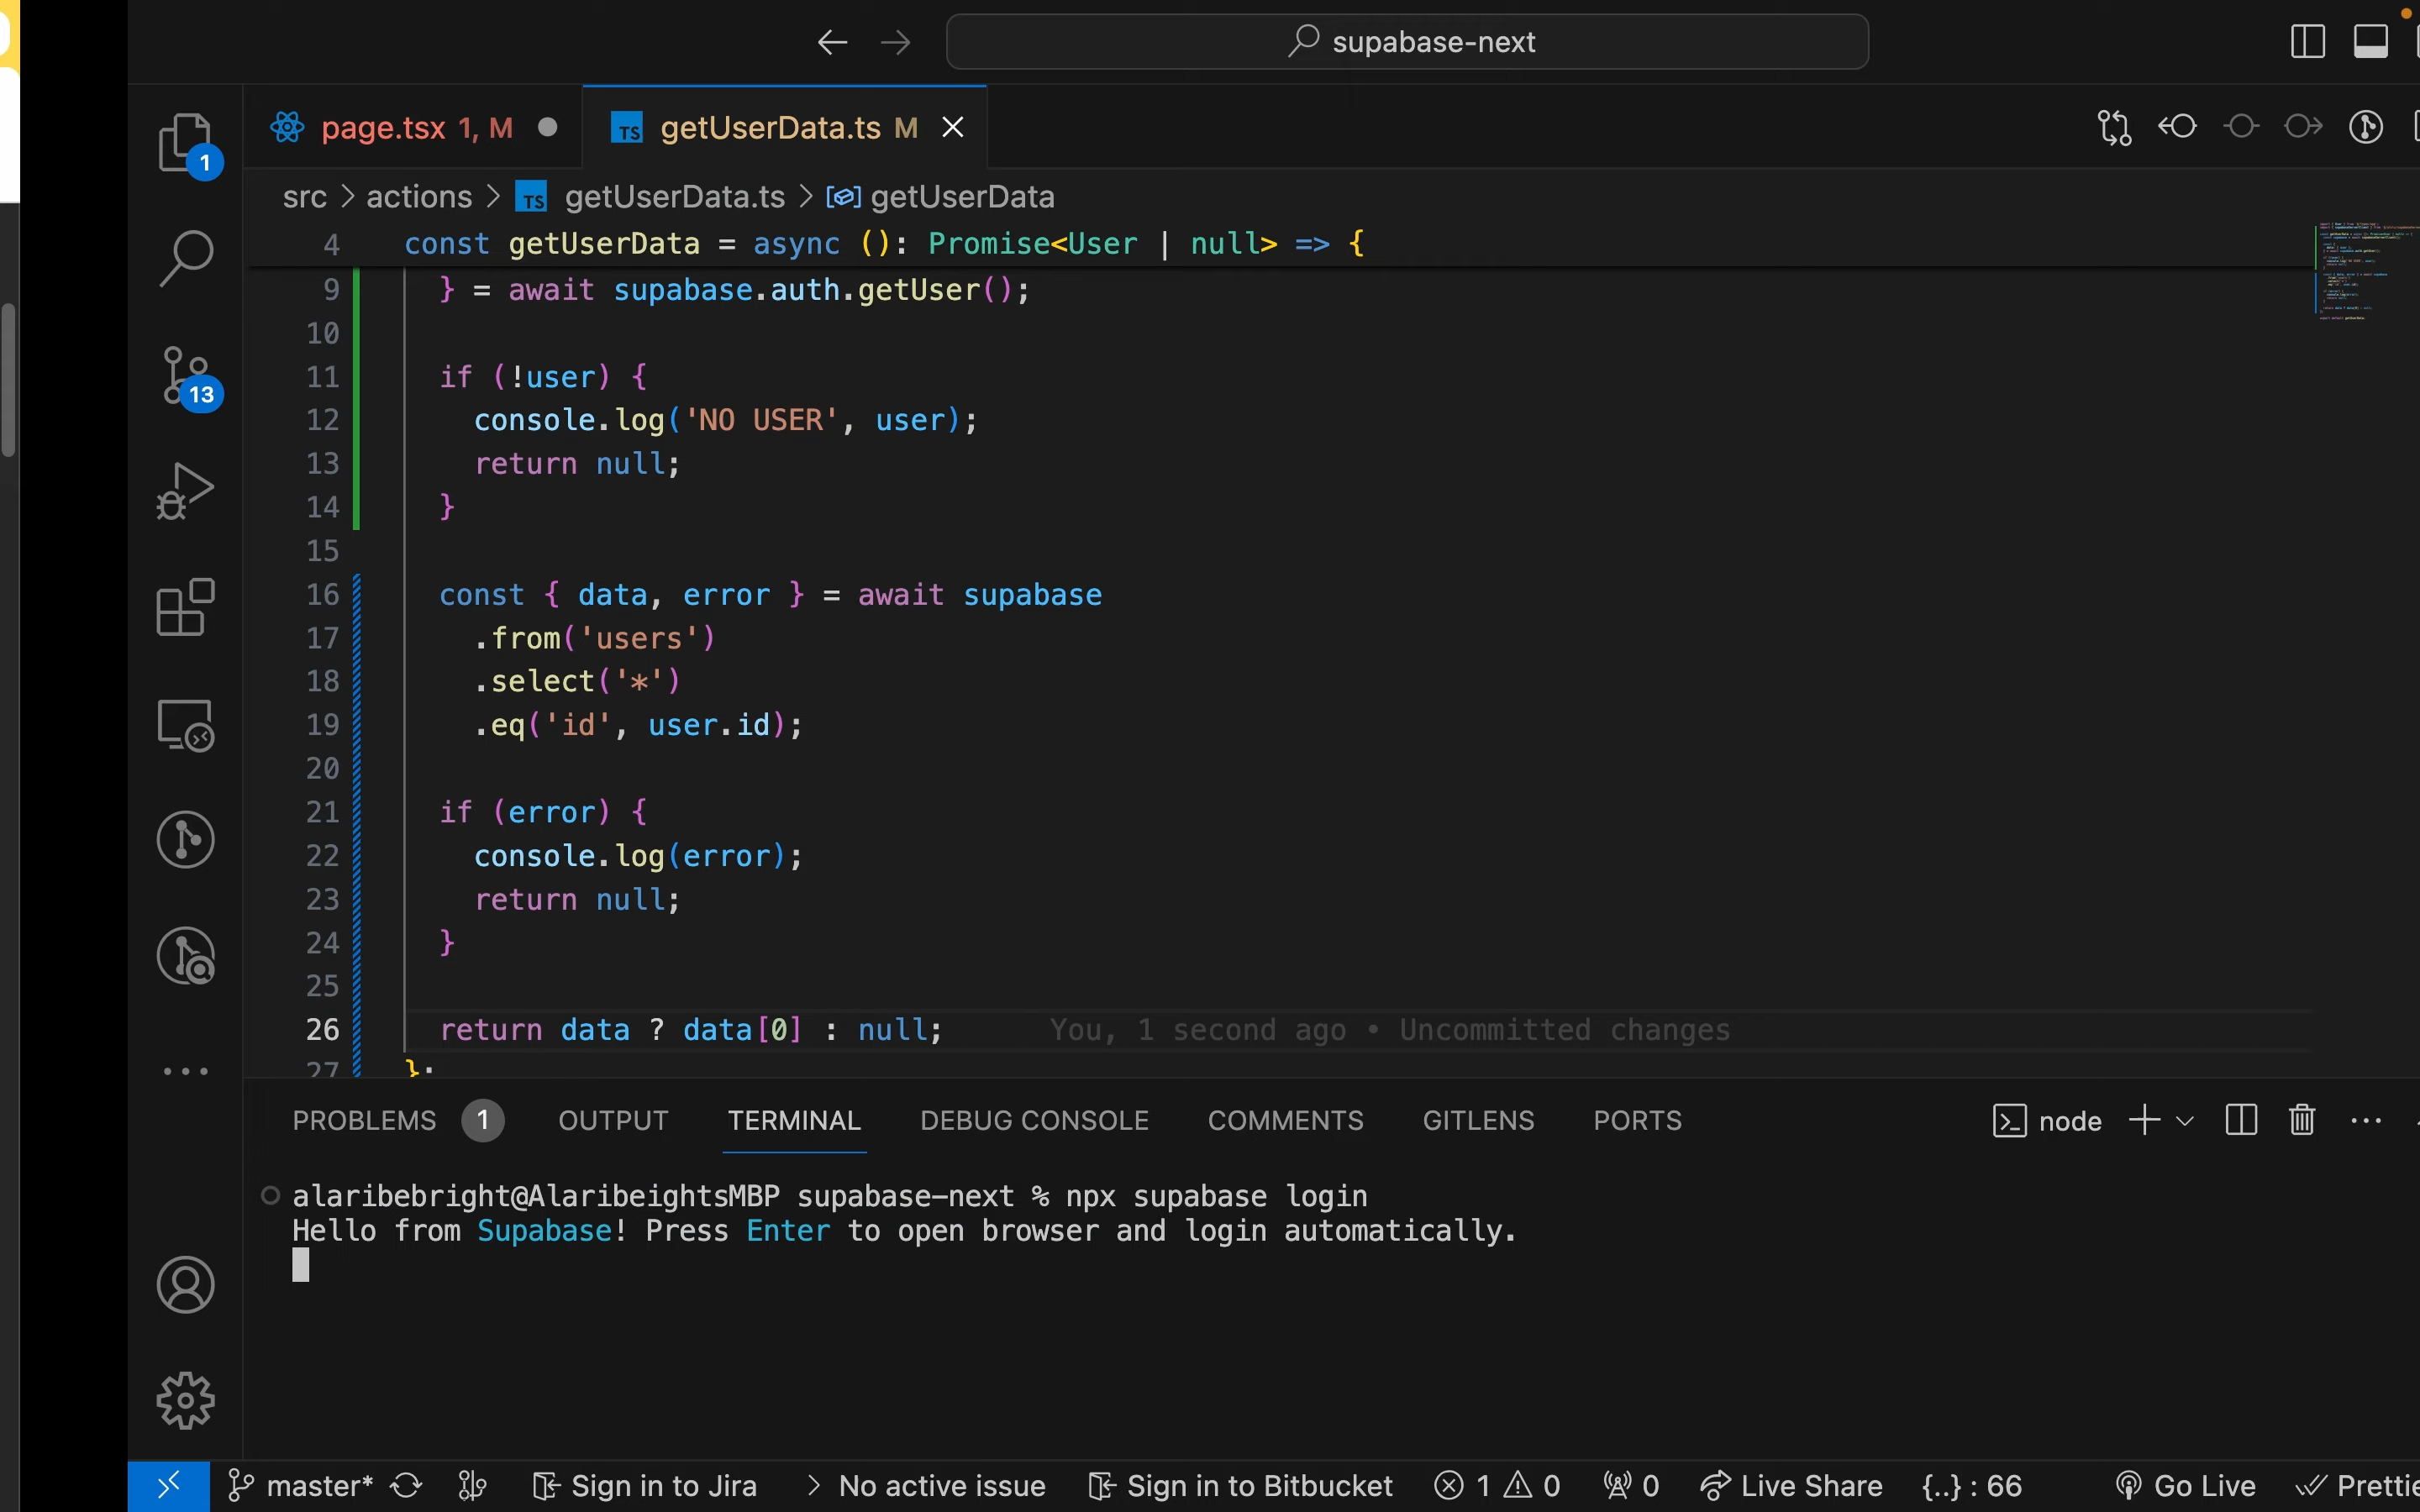 supabase-next
page.tsx 1, M
TS getUserData.ts M
1
src > actions > TS getUserData.ts > getUserData
4 const getUserData = async (): Promise<User | null> => {
9 } = await supabase.auth.getUser();
10
11 if (!user) {
12 console.log('NO USER', user);
13 return null;
14 }
15
16 const { data, error } = await supabase
17 .from('users')
18 .select('*')
19 .eq('id', user.id);
20
21 if (error) {
22 console.log(error);
23 return null;
24 }
25
26 return data ? data[0] : null; You, 1 second ago • Uncommitted changes
27 };
13
PROBLEMS 1 OUTPUT TERMINAL DEBUG CONSOLE COMMENTS GITLENS PORTS node
alaribebright@AlaribeightsMBP supabase-next % npx supabase login
Hello from Supabase! Press Enter to open browser and login automatically.
master* Sign in to Jira > No active issue Sign in to Bitbucket 1 0 0 Live Share {..} : 66 Go Live Prettie